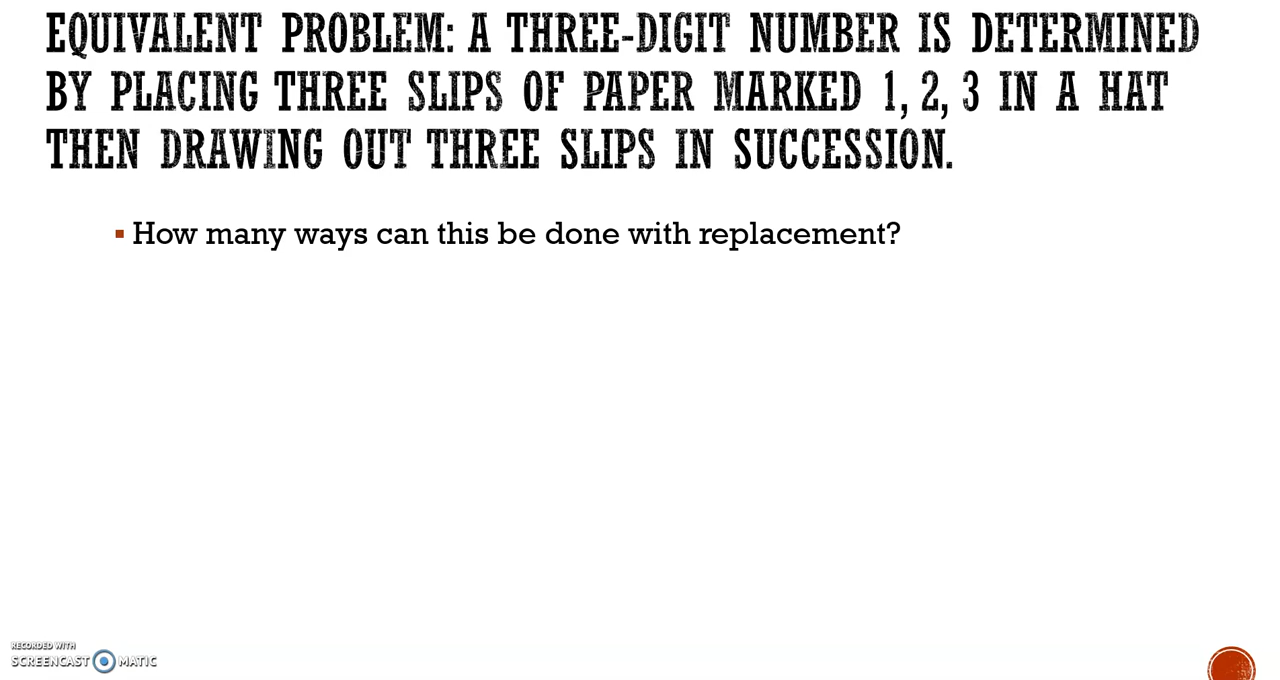 EQUIVALENT PROBLEM: A THREE-DIGIT NUMBER IS DETERMINED
BY PLACING THREE SLIPS OF PAPER MARKED 1, 2, 3 IN A HAT
THEN DRAWING OUT THREE SLIPS IN SUCCESSION.
How many ways can this be done with replacement?
RECORDED WITH
SCREENCAST MATIC